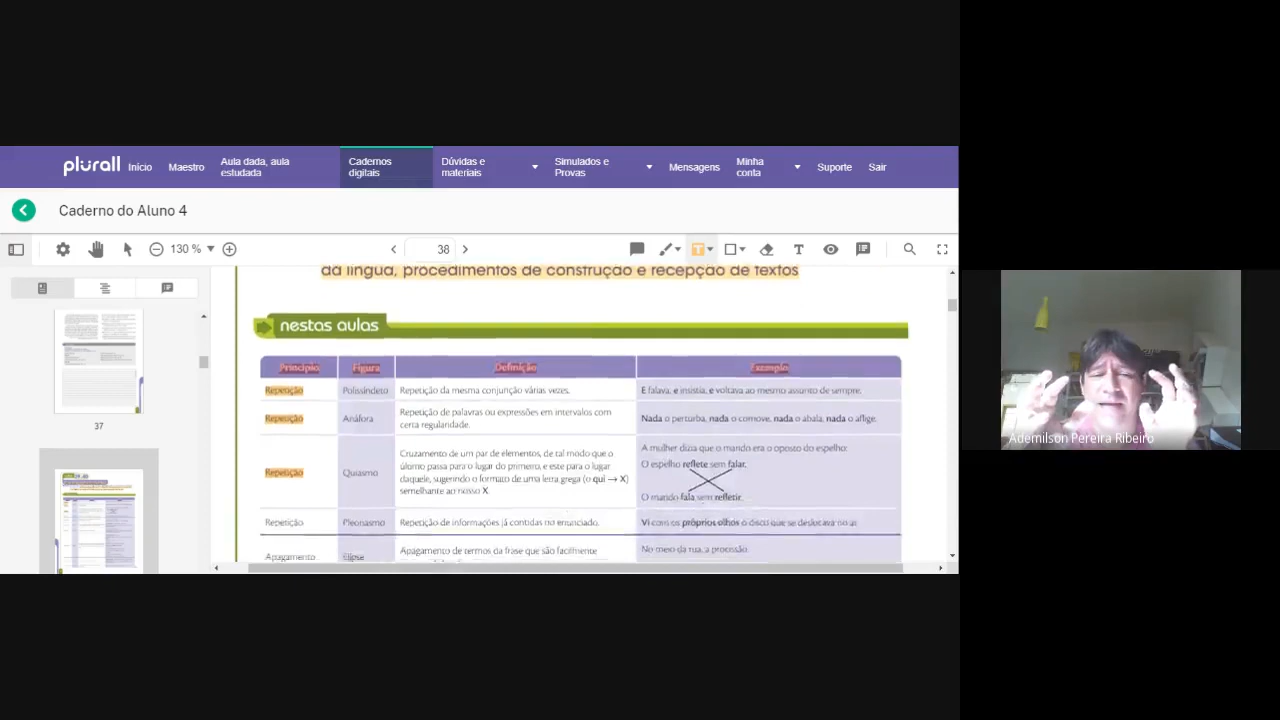 plurall
Início
Maestro
Aula dada, aula estudada
Cadernos digitais
Dúvidas e materiais
Simulados e Provas
Mensagens
Minha conta
Suporte
Sair
Caderno do Aluno 4
130 %
38
da língua, procedimentos de construção e recepção de textos
nestas aulas
Princípio Figura Definição Exemplo
Repetição Polissíndeto Repetição da mesma conjunção várias vezes. E falava, e insistia, e voltava ao mesmo assunto de sempre.
Repetição Anáfora Repetição de palavras ou expressões em intervalos com certa regularidade. Nada o perturba, nada o comove, nada o abala, nada o aflige.
Repetição Quiasmo Cruzamento de um par de elementos, de tal modo que o último passa para o lugar do primeiro, e este para o lugar daquele, sugerindo o formato de uma letra grega (o qui → X) semelhante ao nosso X.
A mulher dizia que o marido era o oposto do espelho:
O espelho reflete sem falar,
O marido fala sem refletir.
Repetição Pleonasmo Repetição de informações já contidas no enunciado. Vi com os próprios olhos o disco que se deslocava no ar
Apagamento Elipse Apagamento de termos da frase que são facilmente
No meio da rua, a procissão.
37
Ademilson Pereira Ribeiro